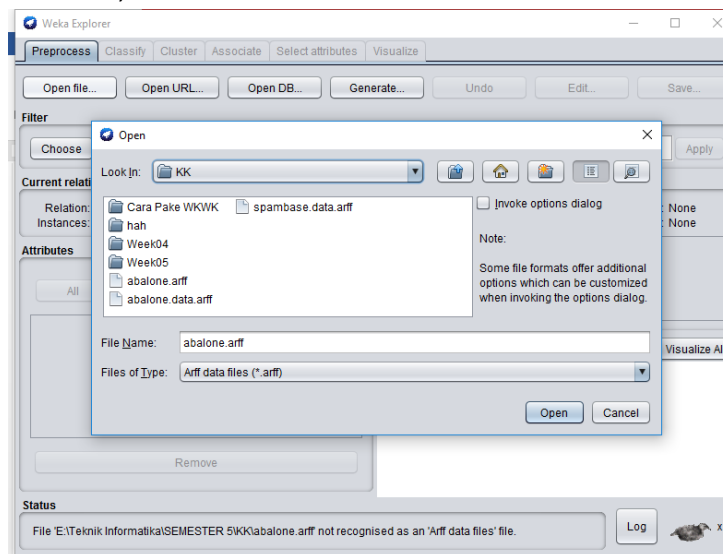 Weka Explorer
Preprocess Classify Cluster Associate Select attributes Visualize
Open file... Open URL... Open DB... Generate... Undo Edit... Save...
Filter
Choose
Apply
Open
Look In: KK
Cara Pake WKWK spambase.data.arff
hah
Week04
Week05
abalone.arff
abalone.data.arff
Invoke options dialog
Note:
Some file formats offer additional
options which can be customized
when invoking the options dialog.
File Name: abalone.arff
Files of Type: Arff data files (*.arff)
Open Cancel
Current relati
Relation: : None
Instances: : None
Attributes
All
Visualize Al
Remove
Status
File 'E:\Teknik Informatika\SEMESTER 5\KK\abalone.arff' not recognised as an 'Arff data files' file.
Log x